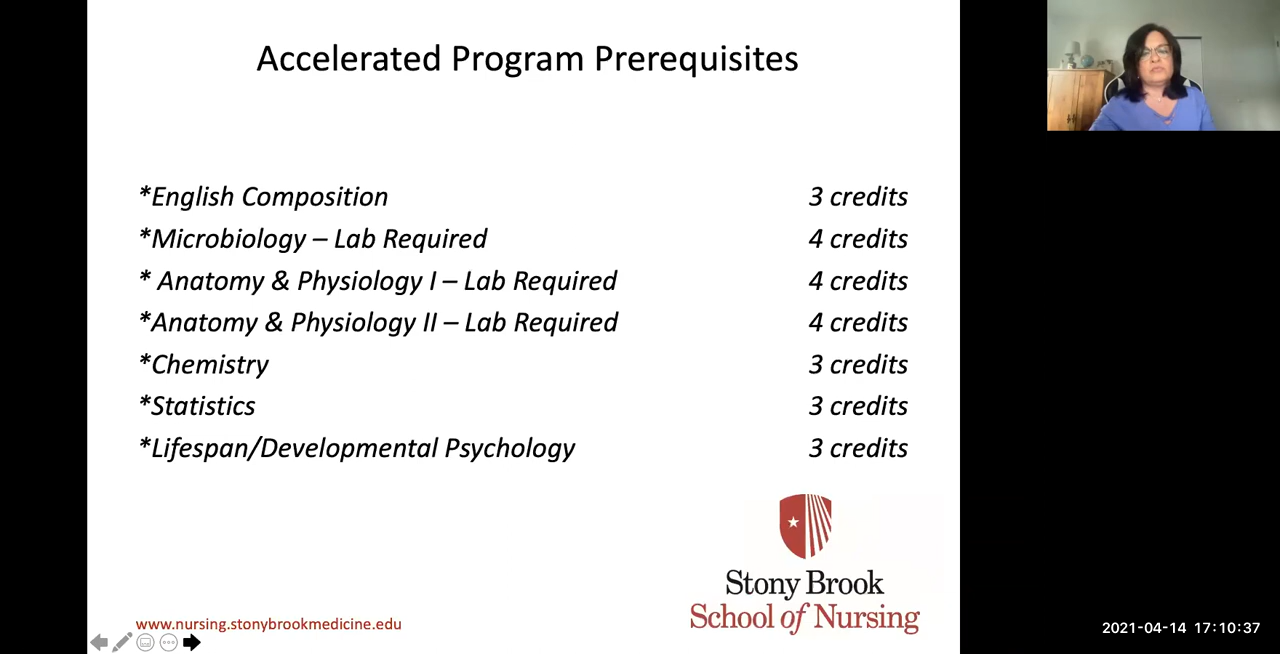 Accelerated Program Prerequisites
*English Composition 3 credits
*Microbiology – Lab Required 4 credits
* Anatomy & Physiology I – Lab Required 4 credits
*Anatomy & Physiology II – Lab Required 4 credits
*Chemistry 3 credits
*Statistics 3 credits
*Lifespan/Developmental Psychology 3 credits
Stony Brook
School of Nursing
www.nursing.stonybrookmedicine.edu
2021-04-14 17:10:37